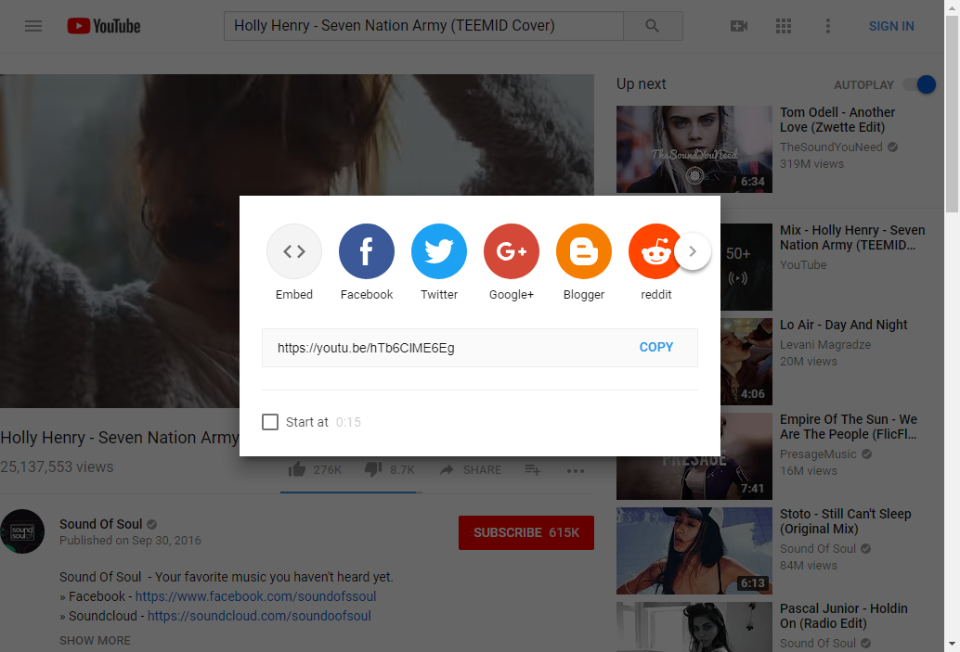 YouTube
Holly Henry - Seven Nation Army (TEEMID Cover)
SIGN IN
Up next
AUTOPLAY
TheSoundYouNeed
6:34
Tom Odell - Another
Love (Zwette Edit)
TheSoundYouNeed
319M views
50+
Mix - Holly Henry - Seven
Nation Army (TEEMID...
YouTube
4:06
Lo Air - Day And Night
Levani Magradze
20M views
PRESAGE
7:41
Empire Of The Sun - We
Are The People (FlicFl...
PresageMusic
16M views
6:13
Stoto - Still Can't Sleep
(Original Mix)
Sound Of Soul
84M views
Pascal Junior - Holdin
On (Radio Edit)
Sound Of Soul
Embed
Facebook
Twitter
Google+
Blogger
reddit
https://youtu.be/hTb6CIME6Eg
COPY
Start at 0:15
Holly Henry - Seven Nation Army
25,137,553 views
276K
8.7K
SHARE
sound
soul
Sound Of Soul
Published on Sep 30, 2016
SUBSCRIBE 615K
Sound Of Soul - Your favorite music you haven't heard yet.
» Facebook - https://www.facebook.com/soundofssoul
» Soundcloud - https://soundcloud.com/soundoofsoul
SHOW MORE